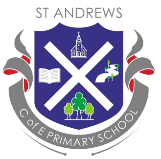 ST ANDREWS
C of E PRIMARY SCHOOL